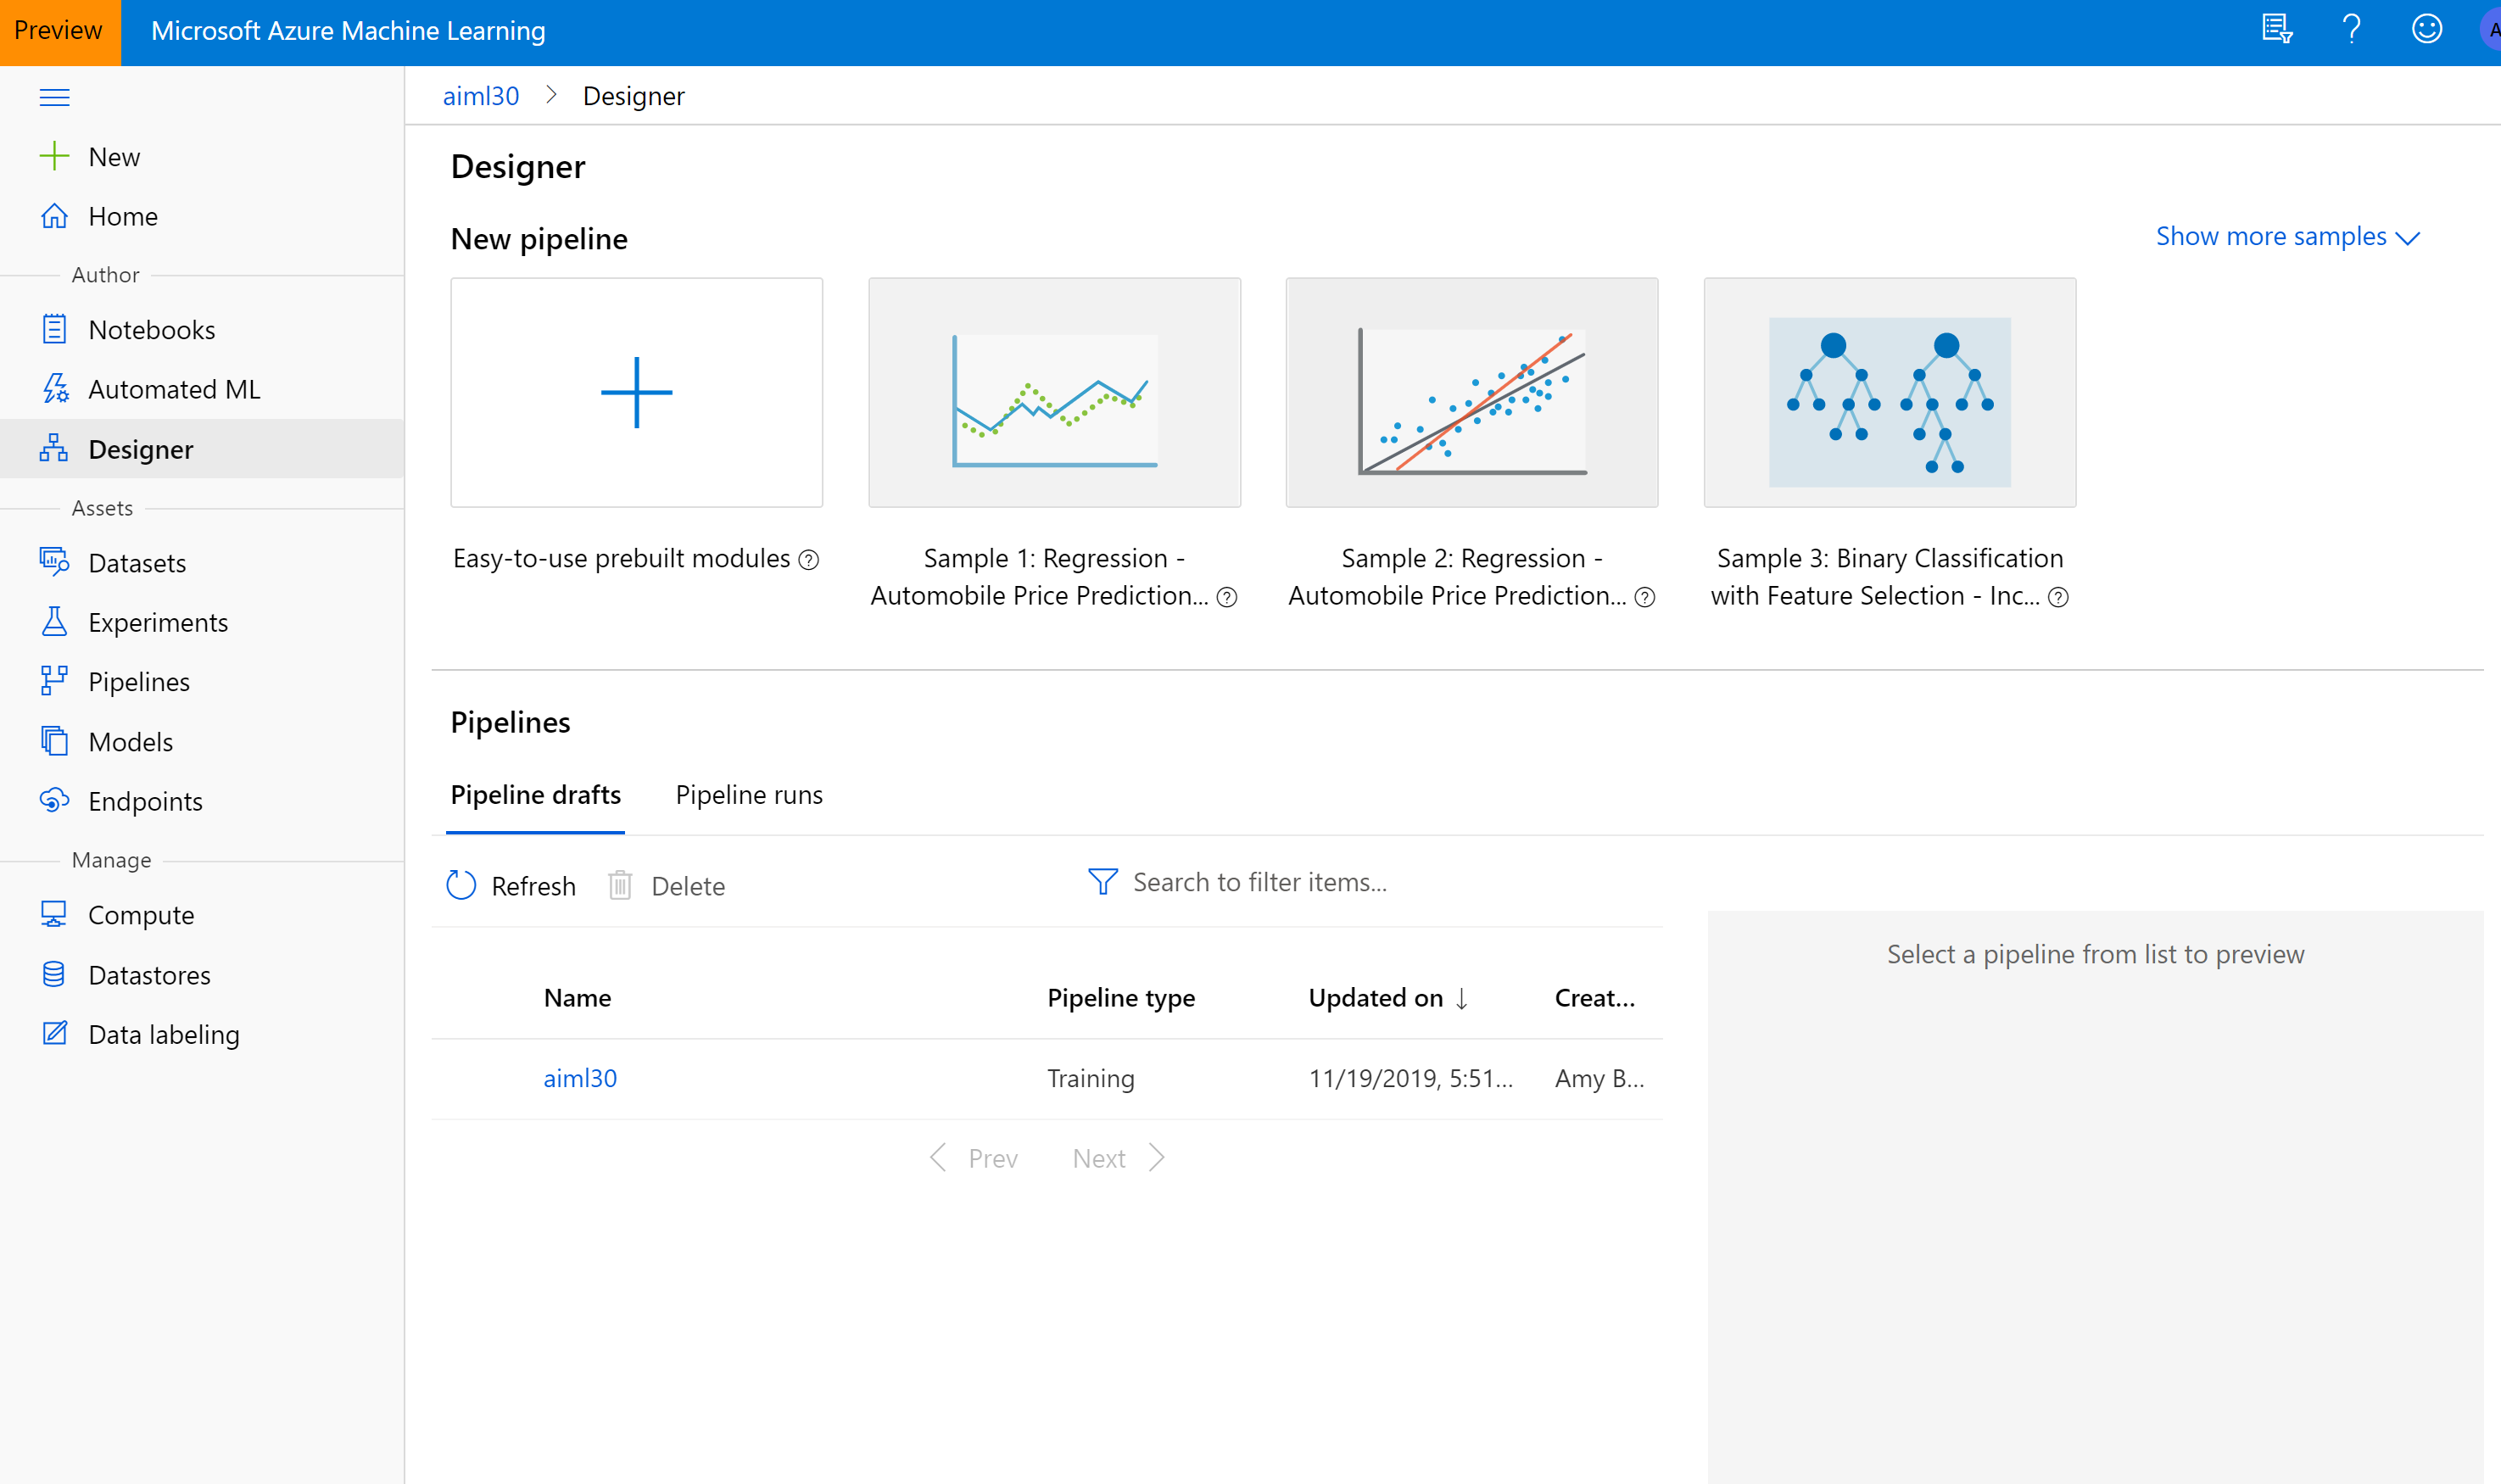 Preview
Microsoft Azure Machine Learning
A
aiml30 > Designer
New
Home
Author
Notebooks
Automated ML
Designer
Assets
Datasets
Experiments
Pipelines
Models
Endpoints
Manage
Compute
Datastores
Data labeling
Designer
New pipeline
Show more samples
Easy-to-use prebuilt modules
Sample 1: Regression -
Automobile Price Prediction...
Sample 2: Regression -
Automobile Price Prediction...
Sample 3: Binary Classification
with Feature Selection - Inc...
Pipelines
Pipeline drafts Pipeline runs
Refresh Delete Search to filter items...
Name Pipeline type Updated on ↓ Creat...
aiml30 Training 11/19/2019, 5:51... Amy B...
Prev Next
Select a pipeline from list to preview